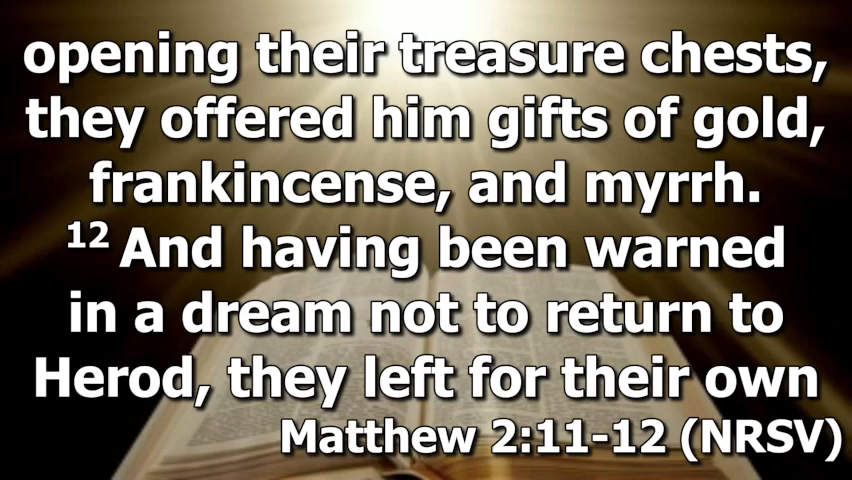 opening their treasure chests,
they offered him gifts of gold,
frankincense, and myrrh.
12 And having been warned
in a dream not to return to
Herod, they left for their own
Matthew 2:11-12 (NRSV)